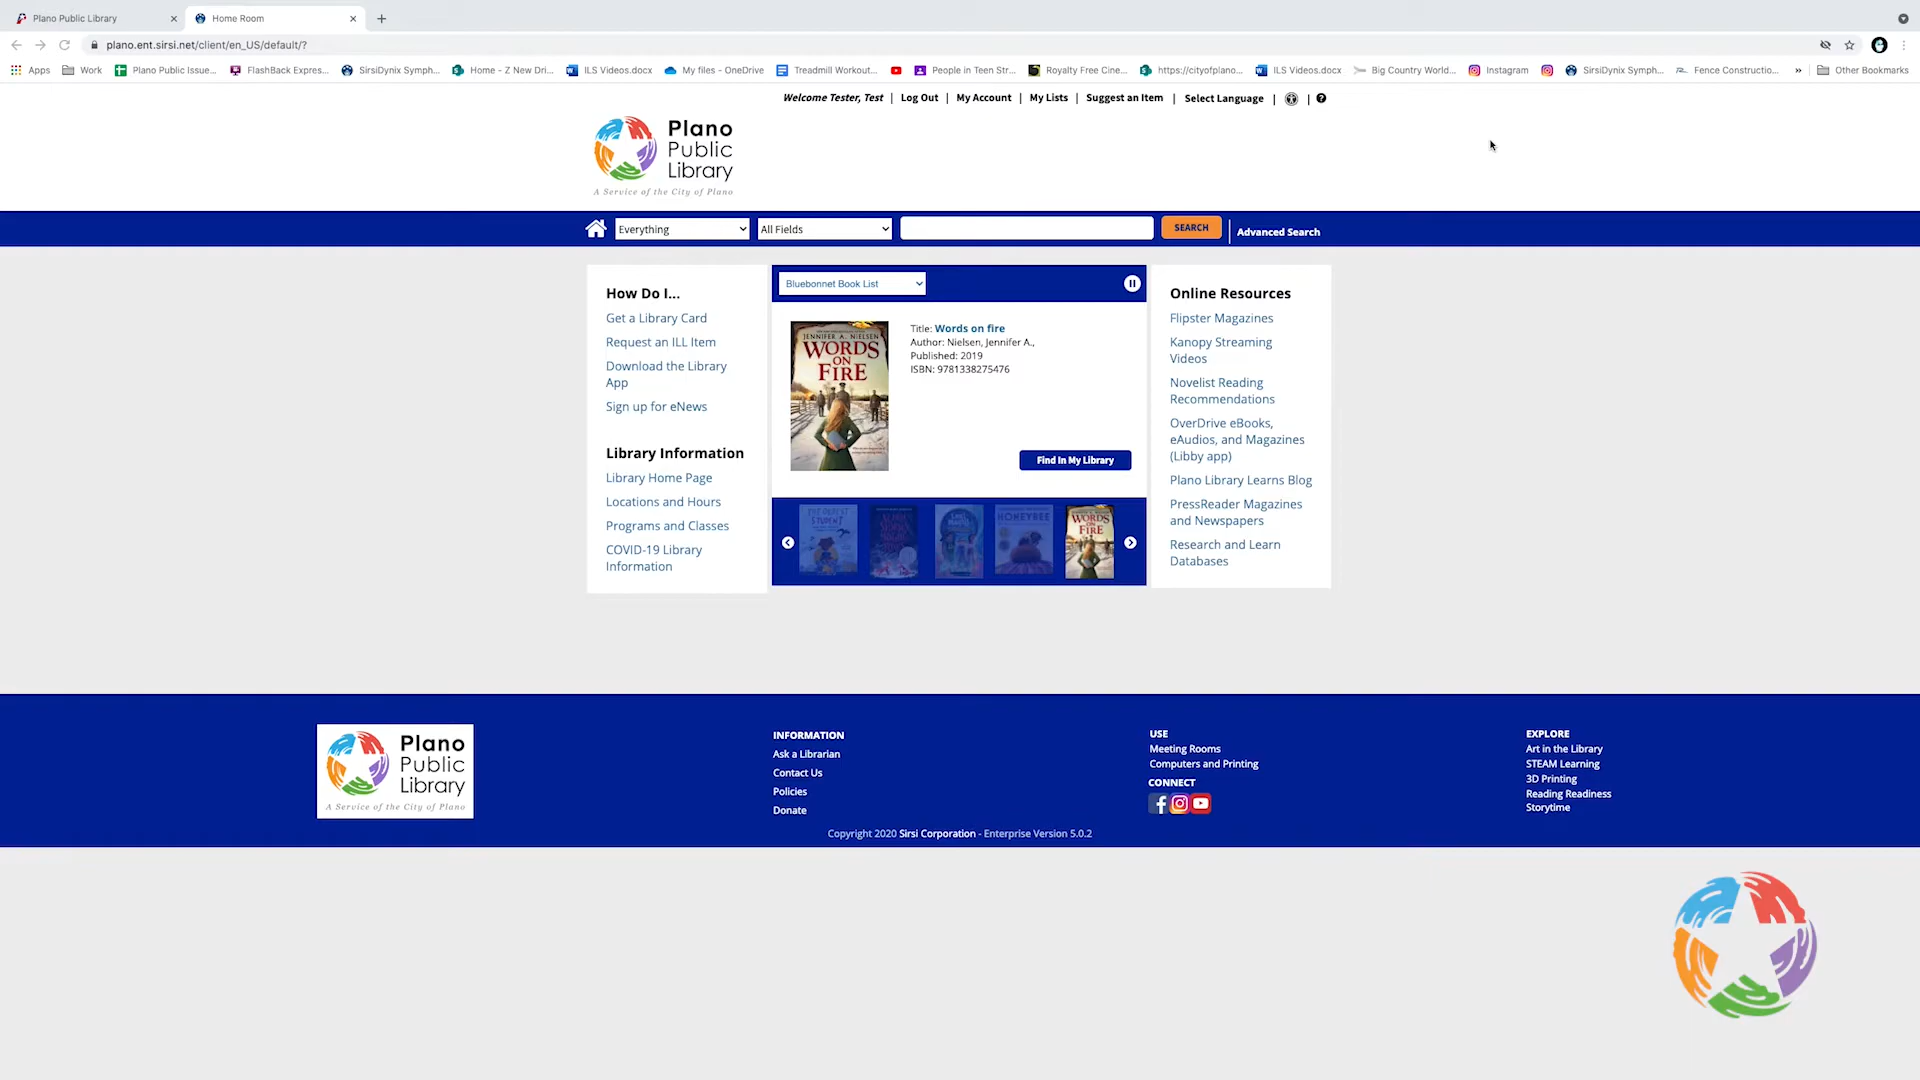 Plano Public Library
Home Room
plano.ent.sirsi.net/client/en_US/default/?
Apps
Work
Plano Public Issue...
FlashBack Expres...
SirsiDynix Symph...
Home - Z New Dri...
ILS Videos.docx
My files - OneDrive
Treadmill Workout...
People in Teen Str...
Royalty Free Cine...
https://cityofplano...
ILS Videos.docx
Big Country World...
Instagram
SirsiDynix Symph...
Fence Constructio...
»
Other Bookmarks
Welcome Tester, Test | Log Out | My Account | My Lists | Suggest an Item | Select Language | | ?
Plano
Public
Library
A Service of the City of Plano
Everything
All Fields
SEARCH
Advanced Search
How Do I...
Get a Library Card
Request an ILL Item
Download the Library
App
Sign up for eNews
Library Information
Library Home Page
Locations and Hours
Programs and Classes
COVID-19 Library
Information
Bluebonnet Book List
JENNIFER A. NIELSEN
WORDS
ON
FIRE
Title: Words on fire
Author: Nielsen, Jennifer A.,
Published: 2019
ISBN: 9781338275476
Find In My Library
HONEYBEE
WORDS
ON
FIRE
Online Resources
Flipster Magazines
Kanopy Streaming
Videos
Novelist Reading
Recommendations
OverDrive eBooks,
eAudios, and Magazines
(Libby app)
Plano Library Learns Blog
PressReader Magazines
and Newspapers
Research and Learn
Databases
Plano
Public
Library
A Service of the City of Plano
INFORMATION
Ask a Librarian
Contact Us
Policies
Donate
USE
Meeting Rooms
Computers and Printing
CONNECT
EXPLORE
Art in the Library
STEAM Learning
3D Printing
Reading Readiness
Storytime
Copyright 2020 Sirsi Corporation - Enterprise Version 5.0.2